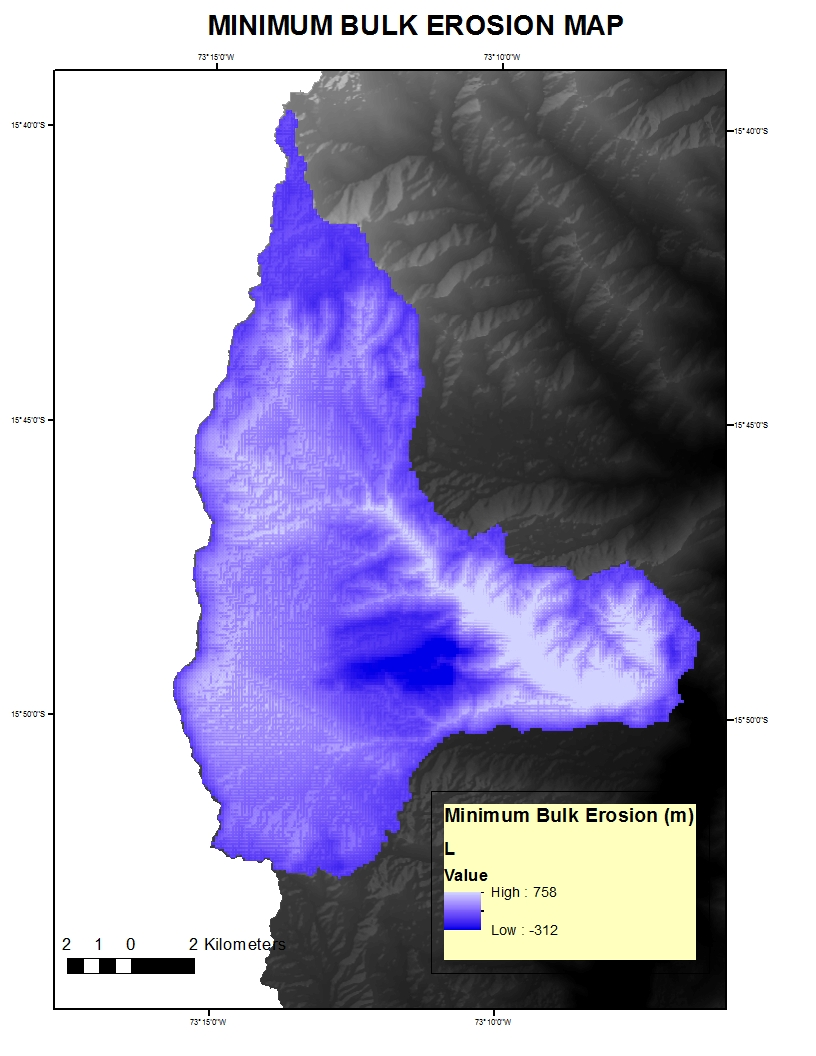 MINIMUM BULK EROSION MAP
73°15'0"W 73°10'0"W
15°40'0"S 15°40'0"S
15°45'0"S 15°45'0"S
15°50'0"S 15°50'0"S
Minimum Bulk Erosion (m)
L
Value
High : 758
Low : -312
2 1 0 2 Kilometers
73°15'0"W 73°10'0"W